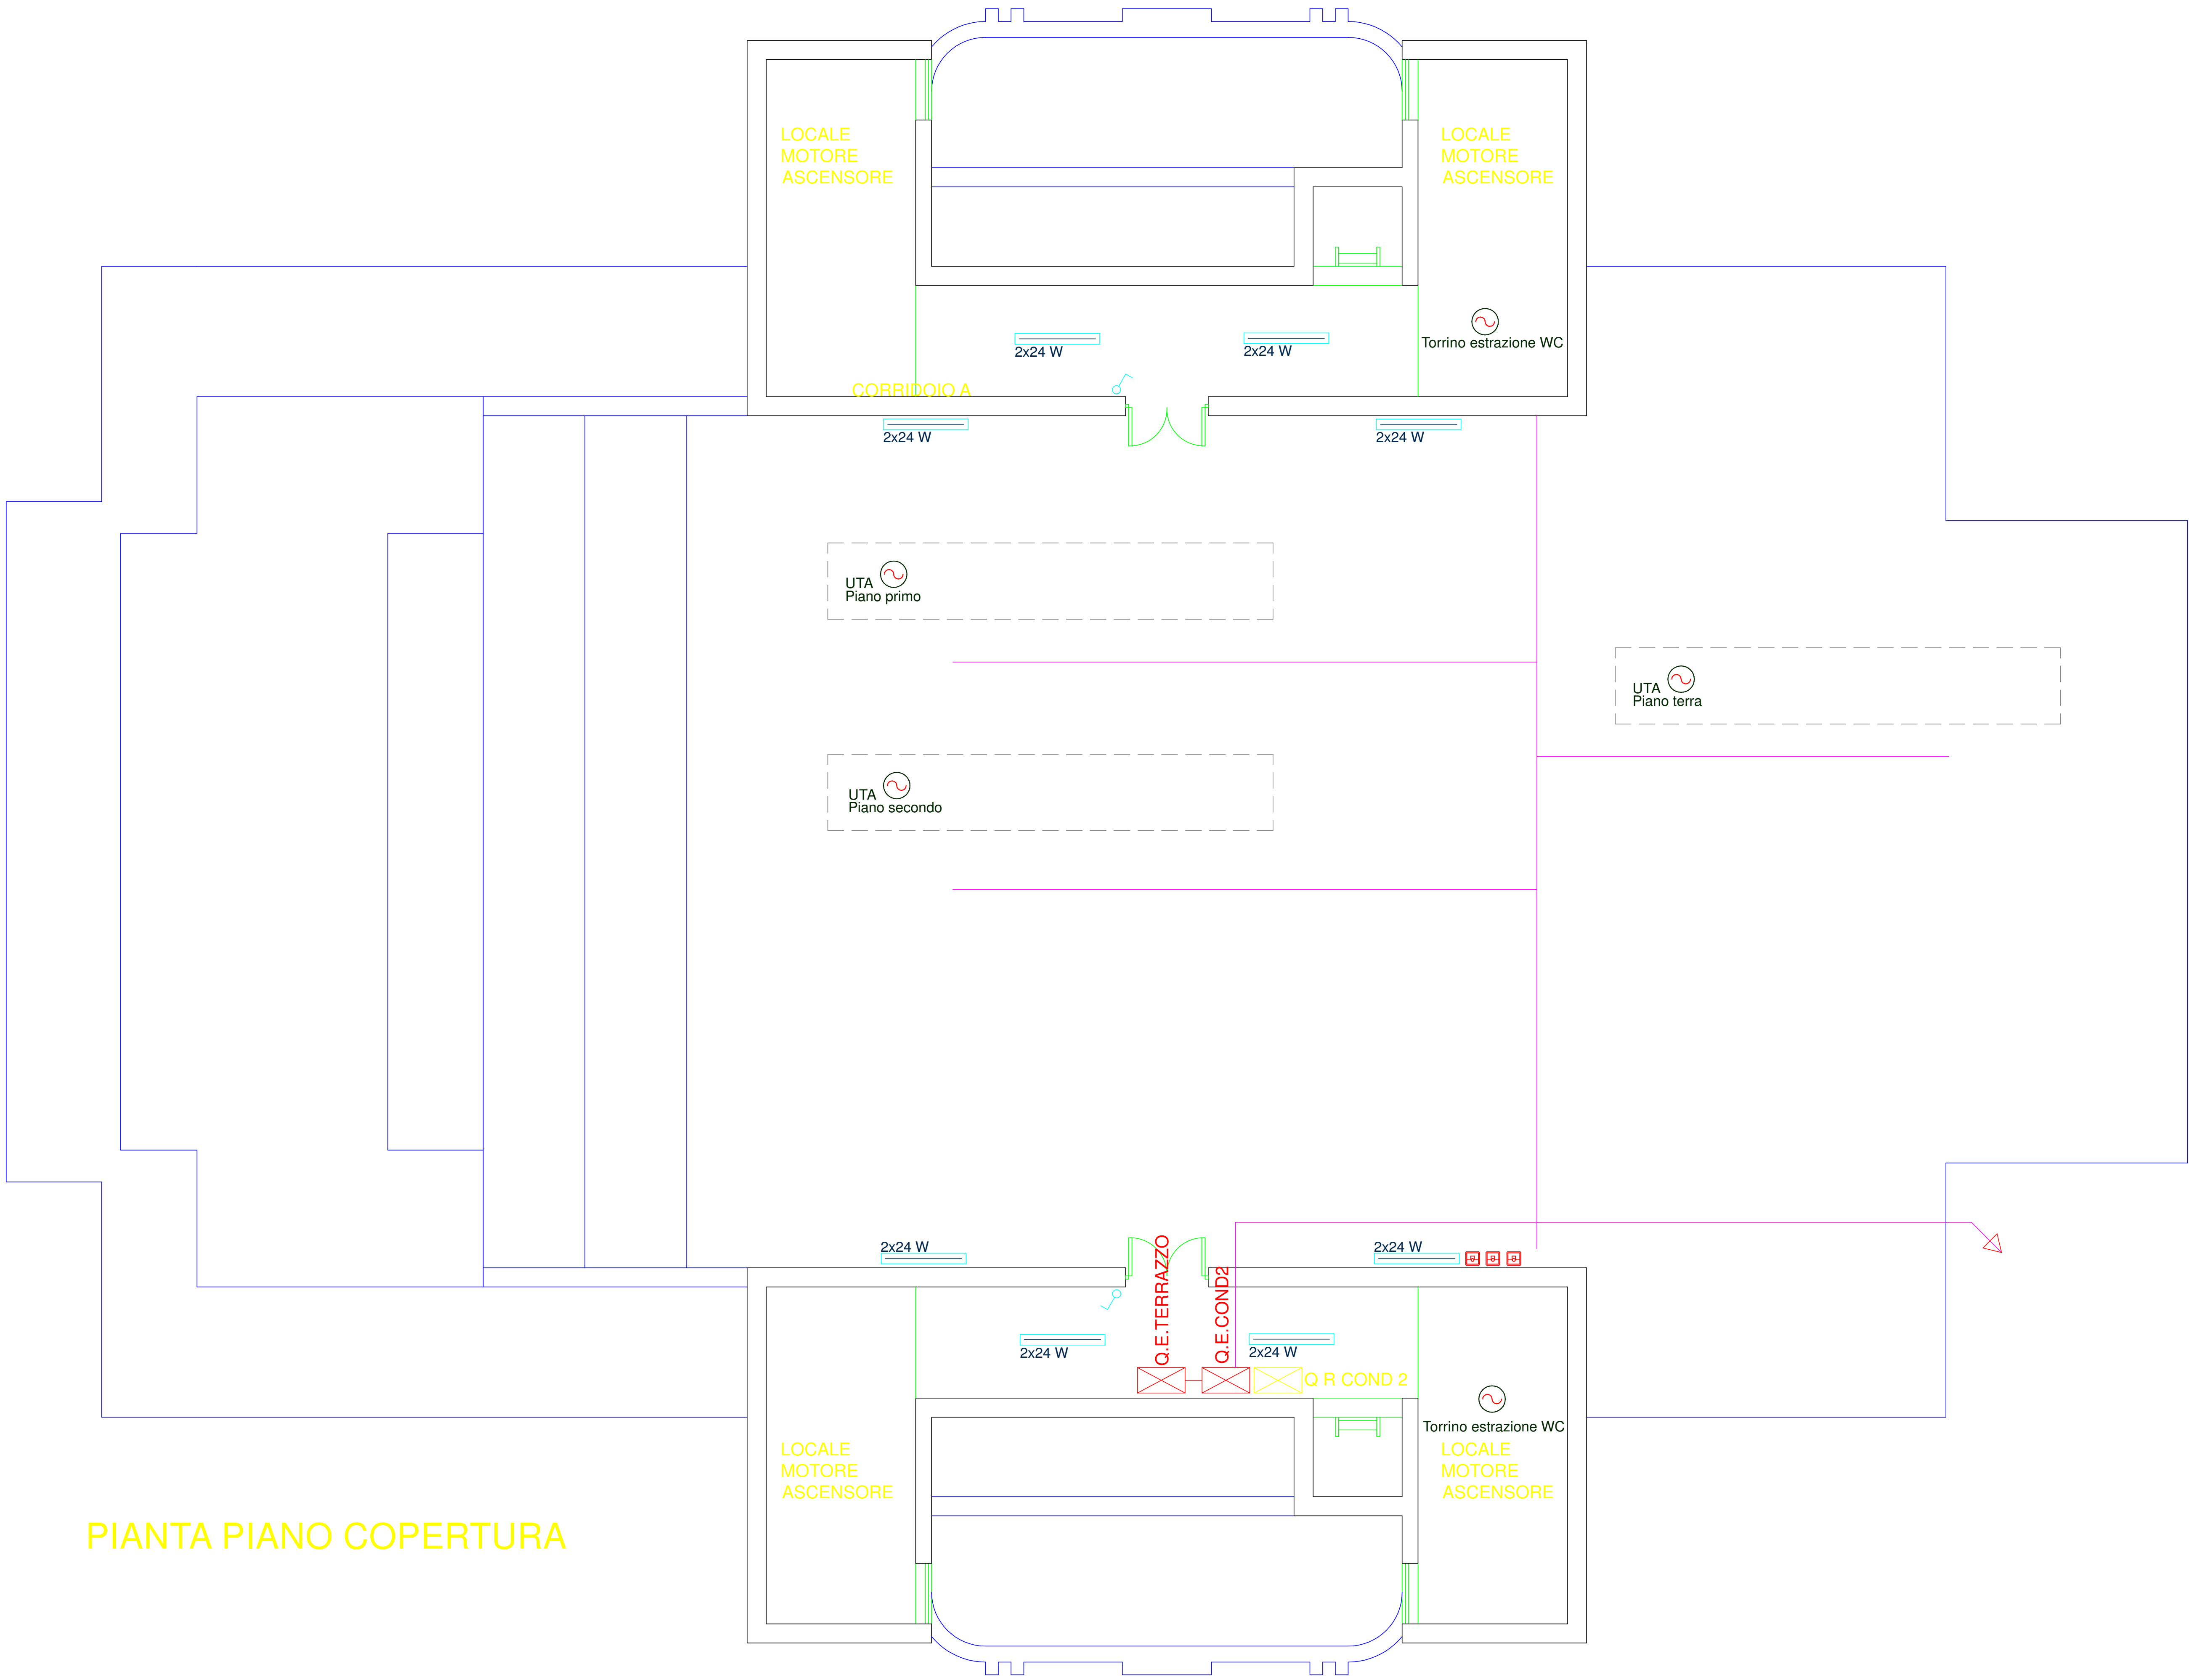 LOCALE
MOTORE
ASCENSORE
LOCALE
MOTORE
ASCENSORE
Torrino estrazione WC
2x24 W
2x24 W
CORRIDOIO A
2x24 W
2x24 W
UTA
Piano primo
UTA
Piano terra
UTA
Piano secondo
2x24 W
2x24 W
Q.E.TERRAZZO
Q.E.COND2
2x24 W
2x24 W
Q R COND 2
Torrino estrazione WC
LOCALE
MOTORE
ASCENSORE
LOCALE
MOTORE
ASCENSORE
PIANTA PIANO COPERTURA